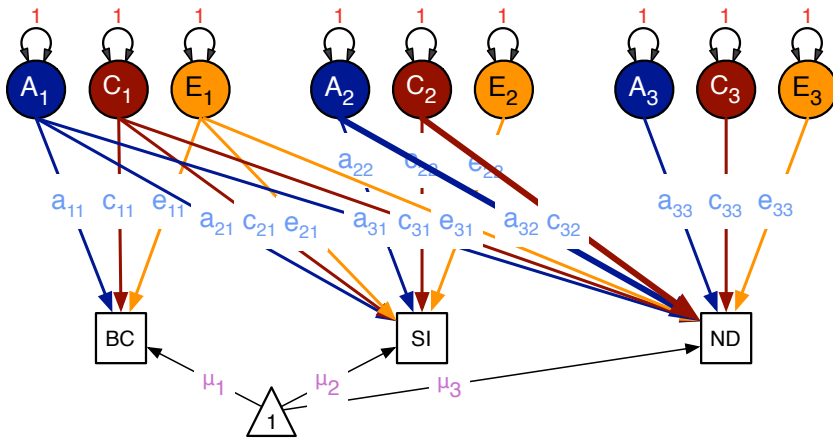 1 1 1 1 1 1 1 1 1
A1 C1 E1 A2 C2 E2 A3 C3 E3
a22 c22 e22
a11 c11 e11 a21 c21 e21 a31 c31 e31 a32 c32 a33 c33 e33
BC SI ND
μ1 μ2 μ3
1